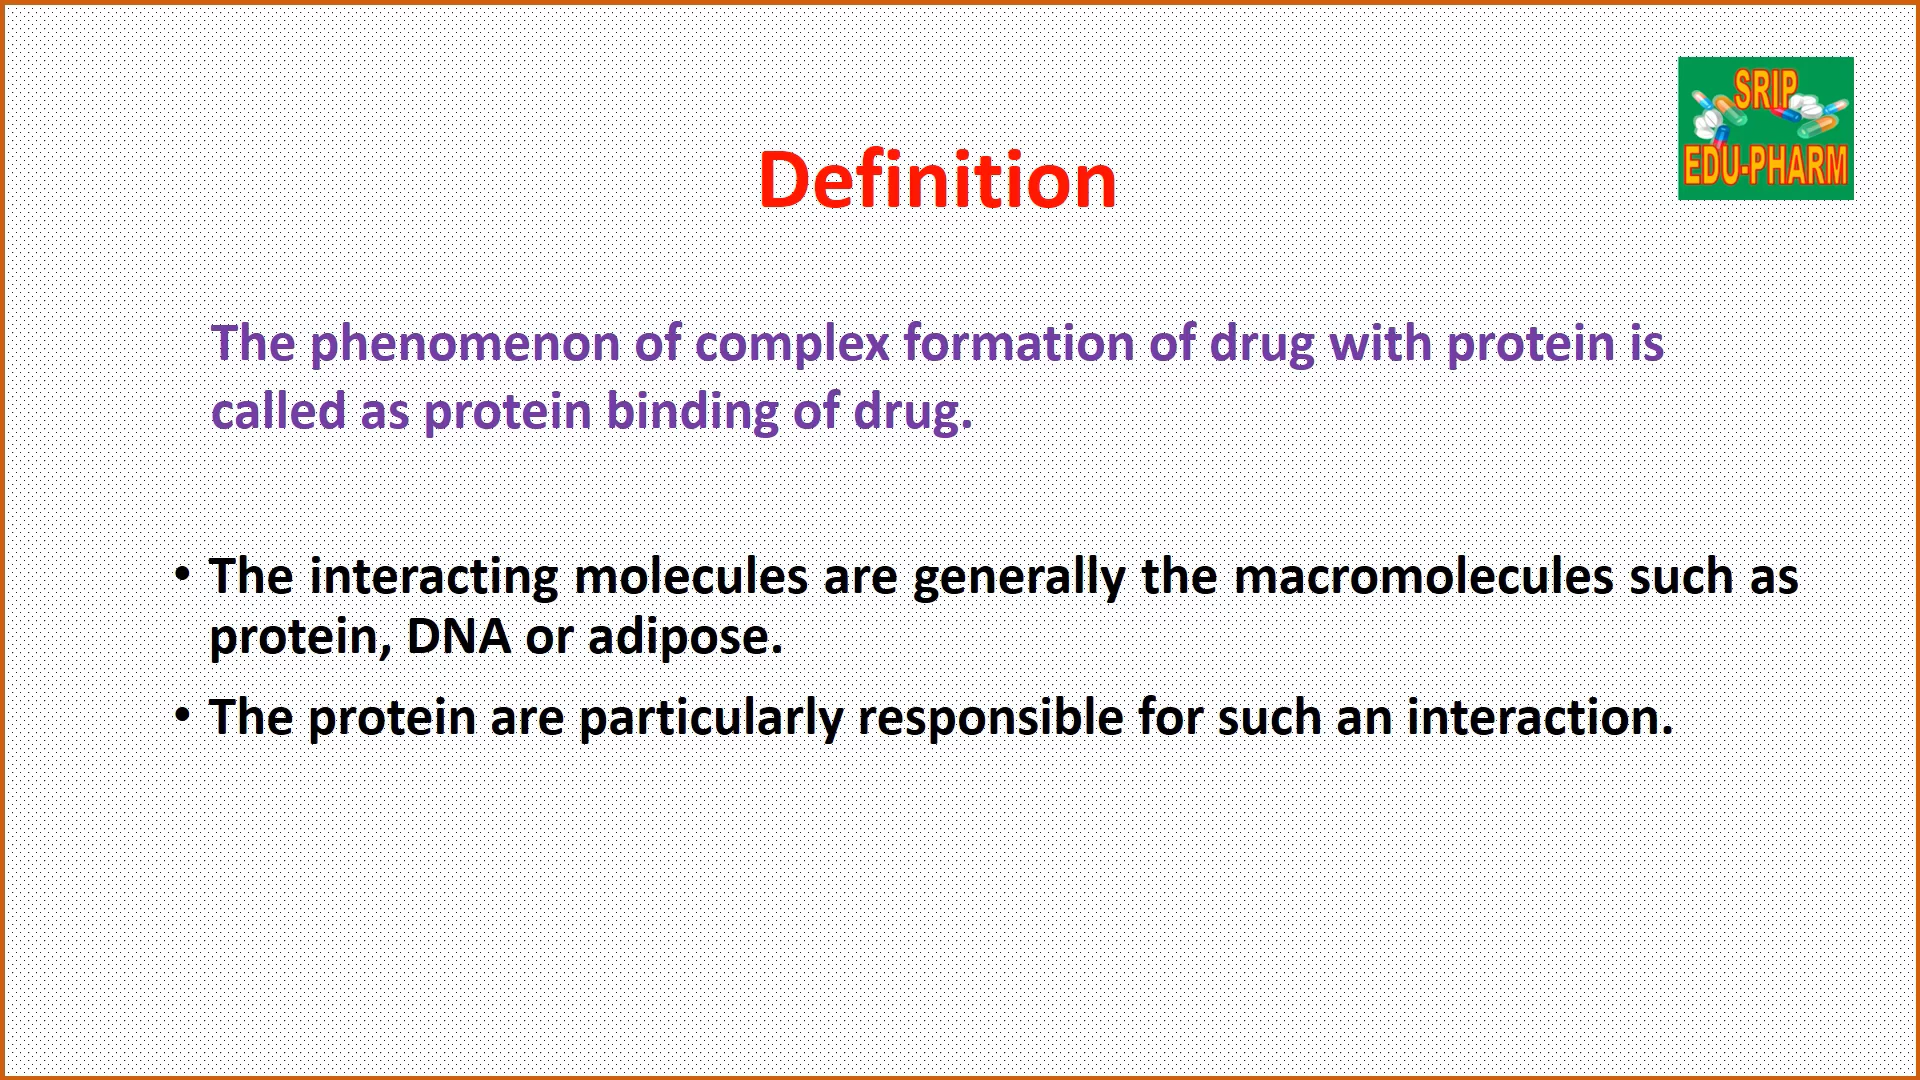 SRIP
EDU-PHARM
Definition
The phenomenon of complex formation of drug with protein is
called as protein binding of drug.
• The interacting molecules are generally the macromolecules such as
protein, DNA or adipose.
• The protein are particularly responsible for such an interaction.